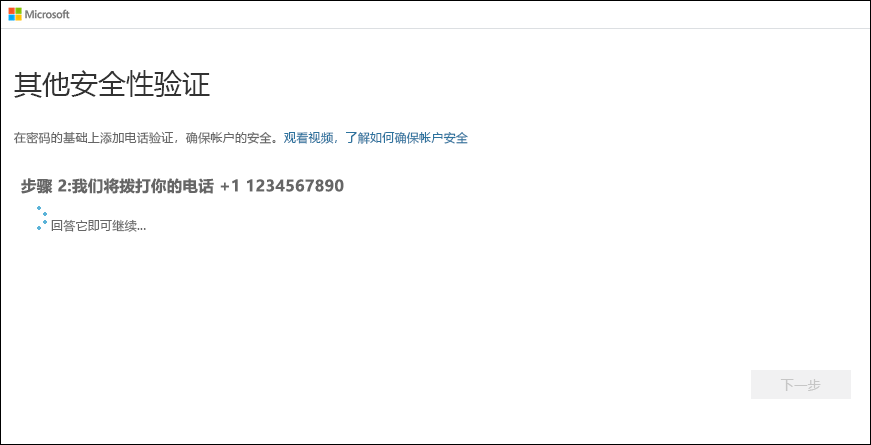 Microsoft
其他安全性验证
在密码的基础上添加电话验证，确保帐户的安全。观看视频，了解如何确保帐户安全
步骤 2:我们将拨打你的电话 +1 1234567890
回答它即可继续...
下一步